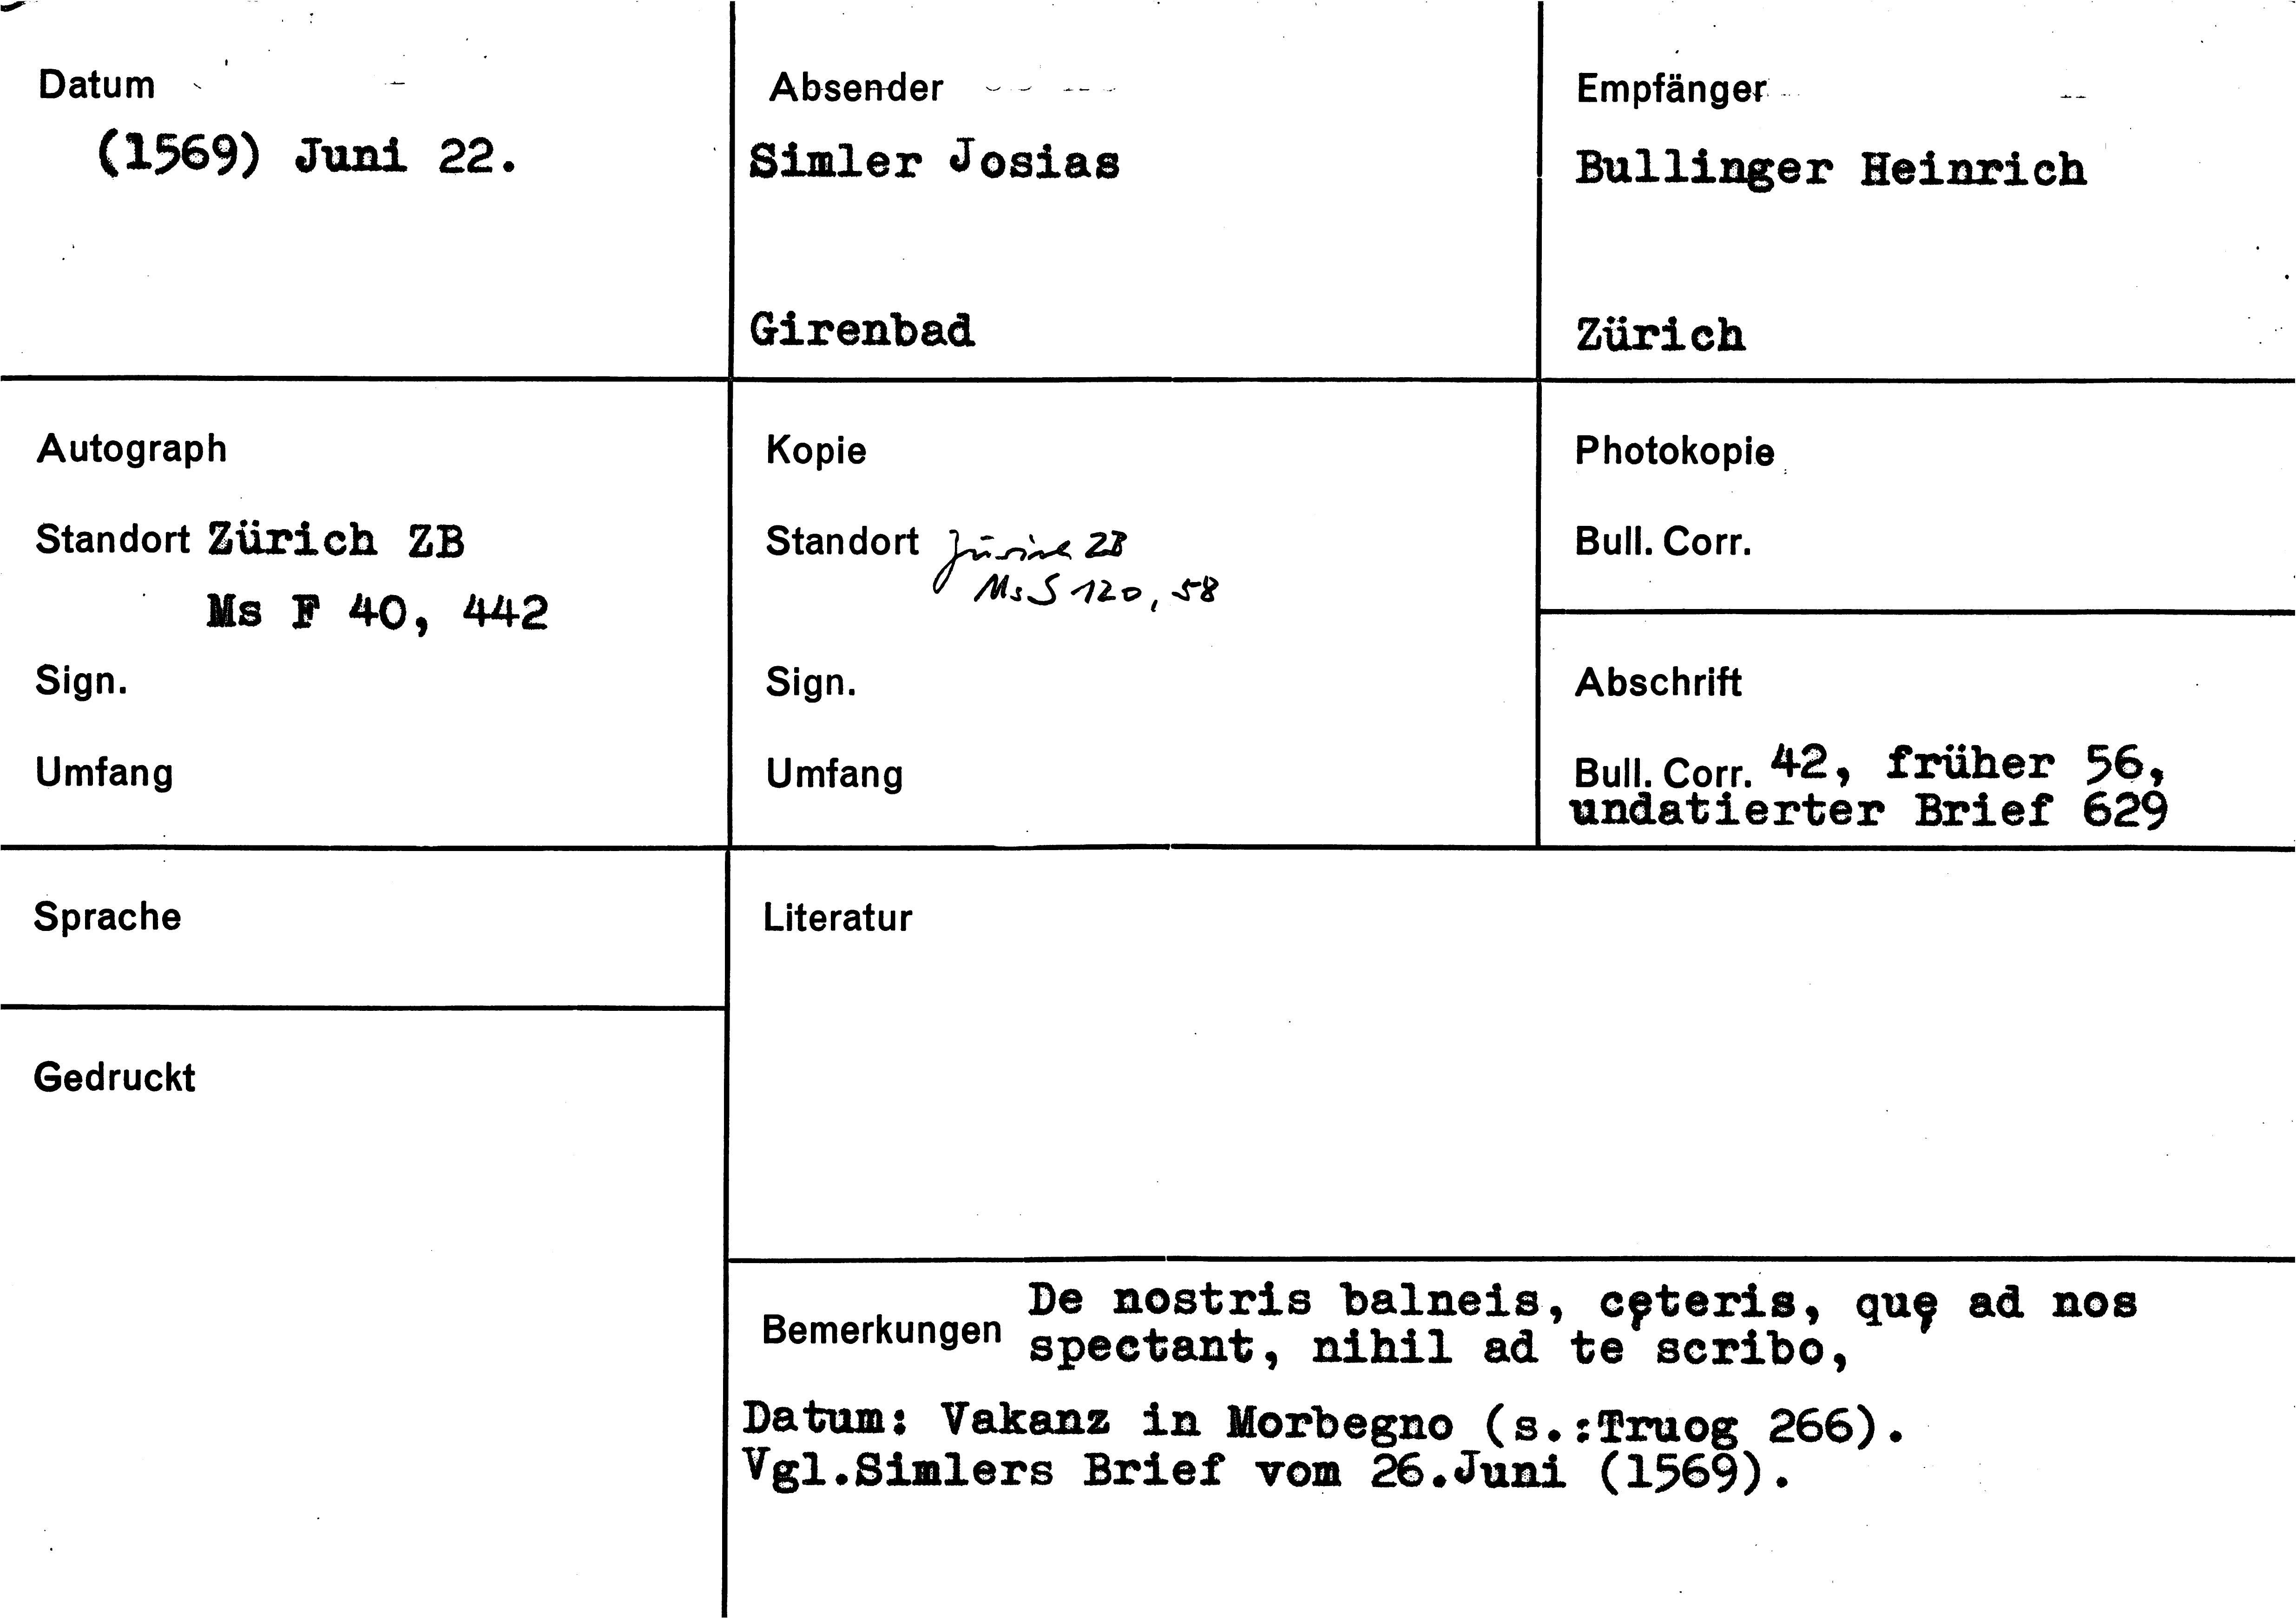 Datum
(1569) Juni 22.
Absender
Simler Josias
Girenbad
Empfänger
Bullinger Heinrich
Zürich
Autograph
Standort Zürich ZB
Ms F 40, 442
Sign.
Umfang
Kopie
Standort Zürich ZB
Ms S 120, 58
Sign.
Umfang
Photokopie
Bull. Corr.
Abschrift
Bull. Corr. 42, früher 56,
undatierter Brief 629
Sprache
Gedruckt
Literatur
Bemerkungen
De nostris balneis, cęteris, quę ad nos
spectant, nihil ad te scribo,
Datum: Vakanz in Morbegno (s.:Truog 266).
Vgl.Simlers Brief vom 26.Juni (1569).